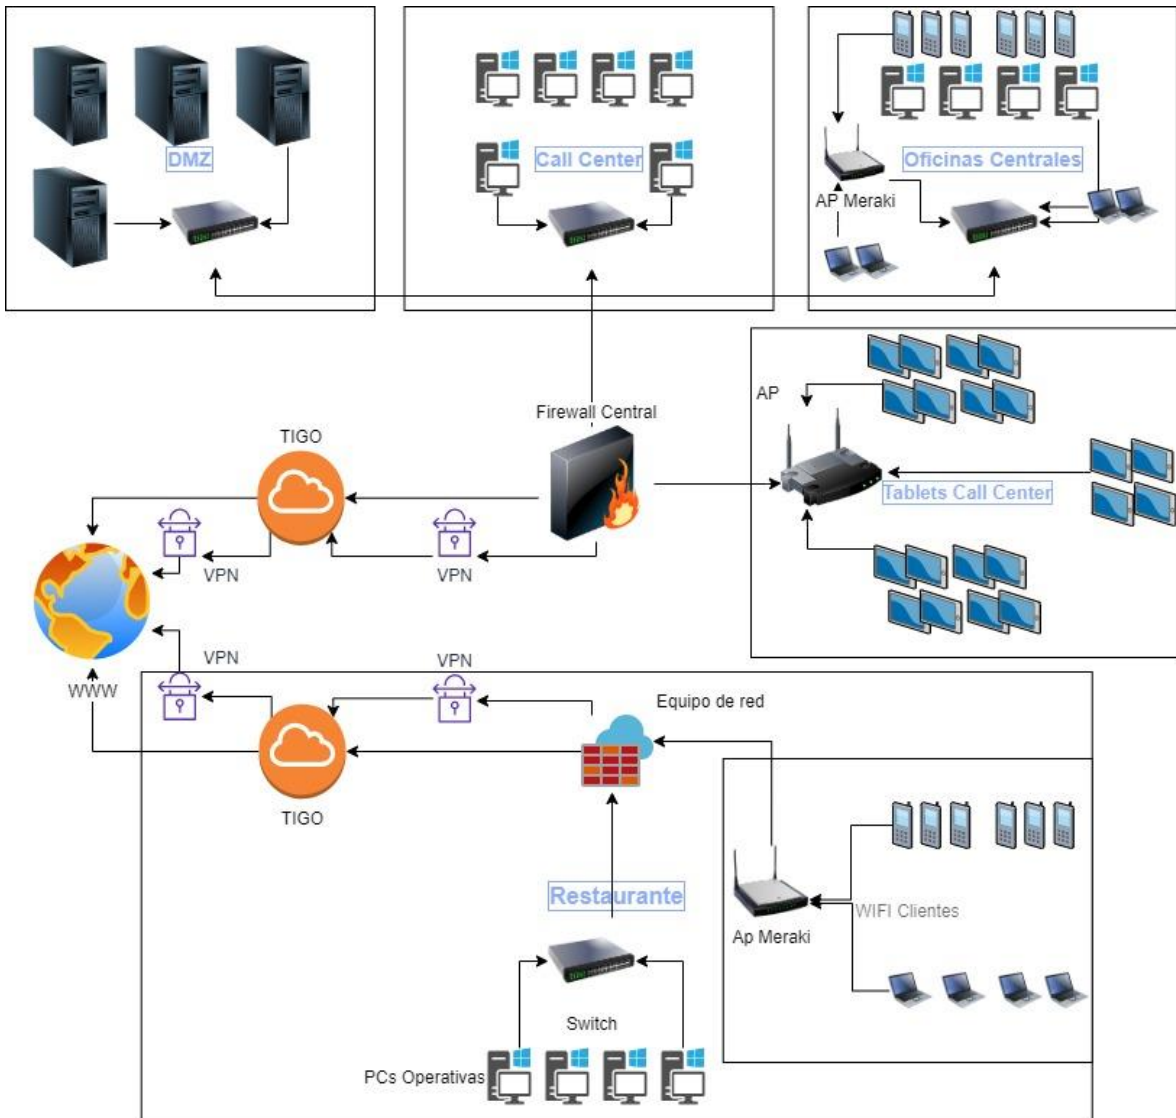 DMZ
Call Center
Oficinas Centrales
AP Meraki
AP
Firewall Central
TIGO
Tablets Call Center
VPN
VPN
VPN
VPN
WWW
Equipo de red
TIGO
Restaurante
WIFI Clientes
Ap Meraki
Switch
PCs Operativas